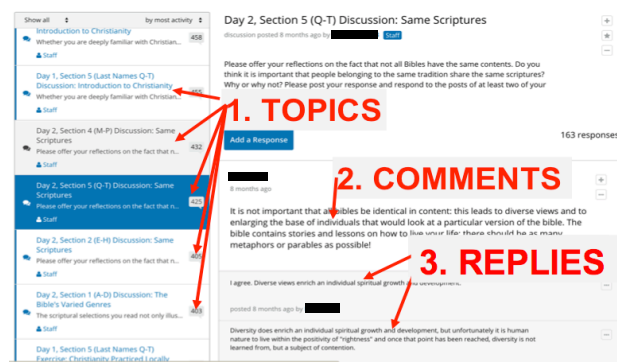 Show all
by most activity
Introduction to Christianity
Whether you are deeply familiar with Christian...
458
Staff
Day 1, Section 5 (Last Names Q-T)
Discussion: Introduction to Christianity
Whether you are deeply familiar with Christian...
455
Staff
Day 2, Section 4 (M-P) Discussion: Same
Scriptures
Please offer your reflections on the fact that n...
432
Staff
Day 2, Section 5 (Q-T) Discussion: Same
Scriptures
Please offer your reflections on the fact that n...
425
Staff
Day 2, Section 2 (E-H) Discussion: Same
Scriptures
Please offer your reflections on the fact that n...
405
Staff
Day 2, Section 1 (A-D) Discussion: The
Bible's Varied Genres
The scriptural selections you read not only illus...
403
Staff
Day 1, Section 5 (Last Names Q-T)
Exercise: Christianity Practiced Locally
1. TOPICS
Day 2, Section 5 (Q-T) Discussion: Same Scriptures
discussion posted 8 months ago by
Staff
Please offer your reflections on the fact that not all Bibles have the same contents. Do you
think it is important that people belonging to the same tradition share the same scriptures?
Why or why not? Please post your response and respond to the posts of at least two of your
Add a Response
163 responses
8 months ago
2. COMMENTS
It is not important that all bibles be identical in content: this leads to diverse views and to
enlarging the base of individuals that would look at a particular version of the bible. The
bible contains stories and lessons on how to live your life; there should be as many
metaphors or parables as possible!
3. REPLIES
I agree. Diverse views enrich an individual spiritual growth and development.
posted 8 months ago by
Diversity does enrich an individual spiritual growth and development, but unfortunately it is human
nature to live within the positivity of "rightness" and once that point has been reached, diversity is not
learned from, but a subject of contention.